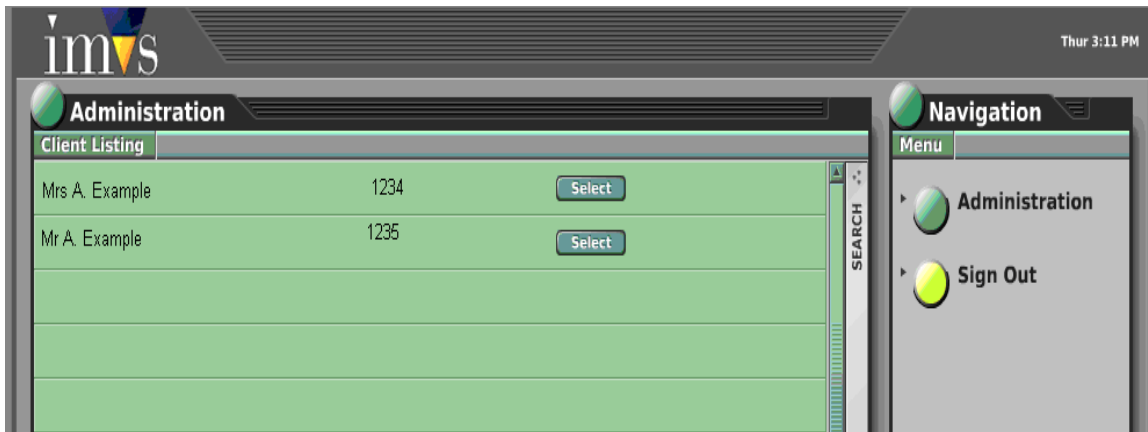 imvs
Thur 3:11 PM
Administration
Client Listing
Mrs A. Example 1234 Select
Mr A. Example 1235 Select
SEARCH
Navigation
Menu
Administration
Sign Out